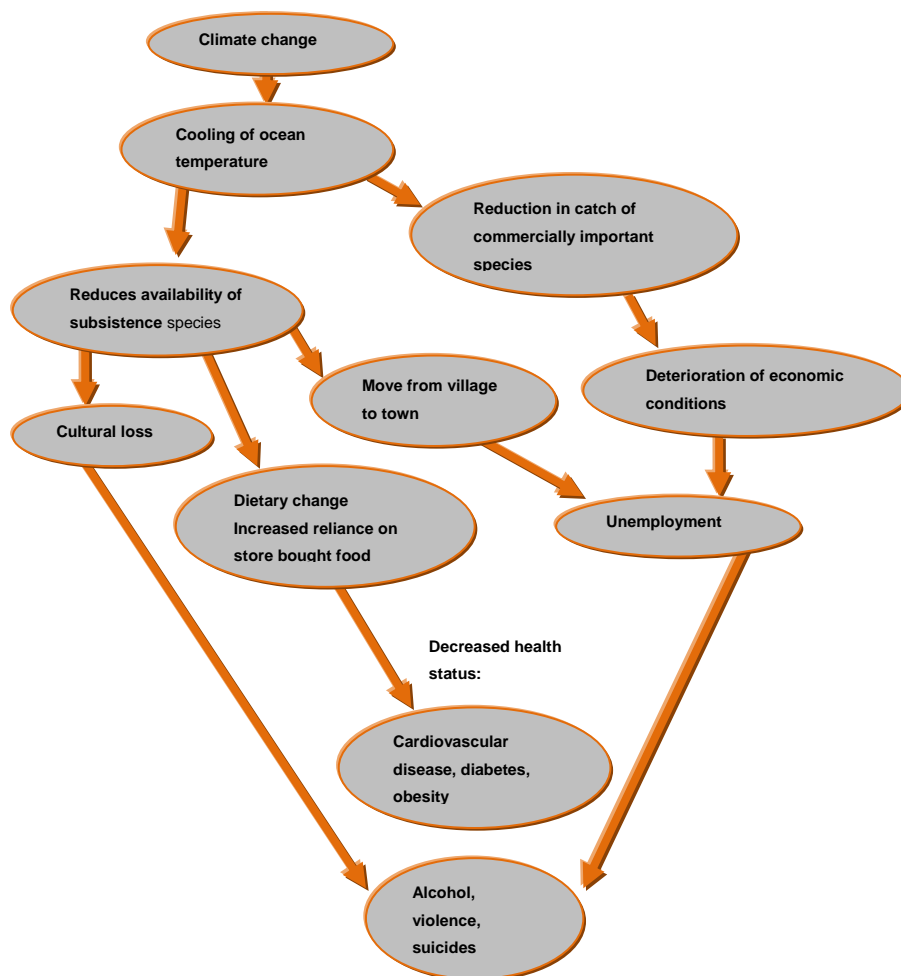 Climate change
Cooling of ocean
temperature
Reduction in catch of
commercially important
species
Reduces availability of
subsistence species
Move from village
to town
Deterioration of economic
conditions
Cultural loss
Dietary change
Increased reliance on
store bought food
Unemployment
Decreased health
status:
Cardiovascular
disease, diabetes,
obesity
Alcohol,
violence,
suicides